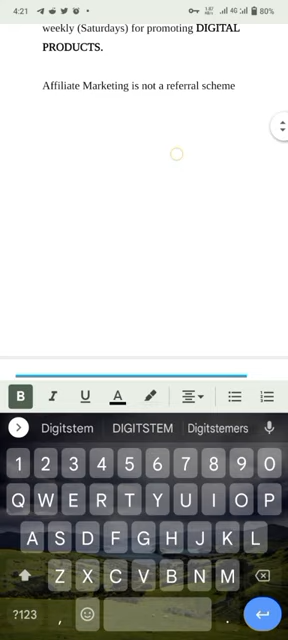 4:21 80%
weekly (Saturdays) for promoting DIGITAL
PRODUCTS.
Affiliate Marketing is not a referral scheme
B I U A
Digitstem DIGITSTEM Digitstemers
1 2 3 4 5 6 7 8 9 0
Q W E R T Y U I O P
A S D F G H J K L
Z X C V B N M
?123 , .